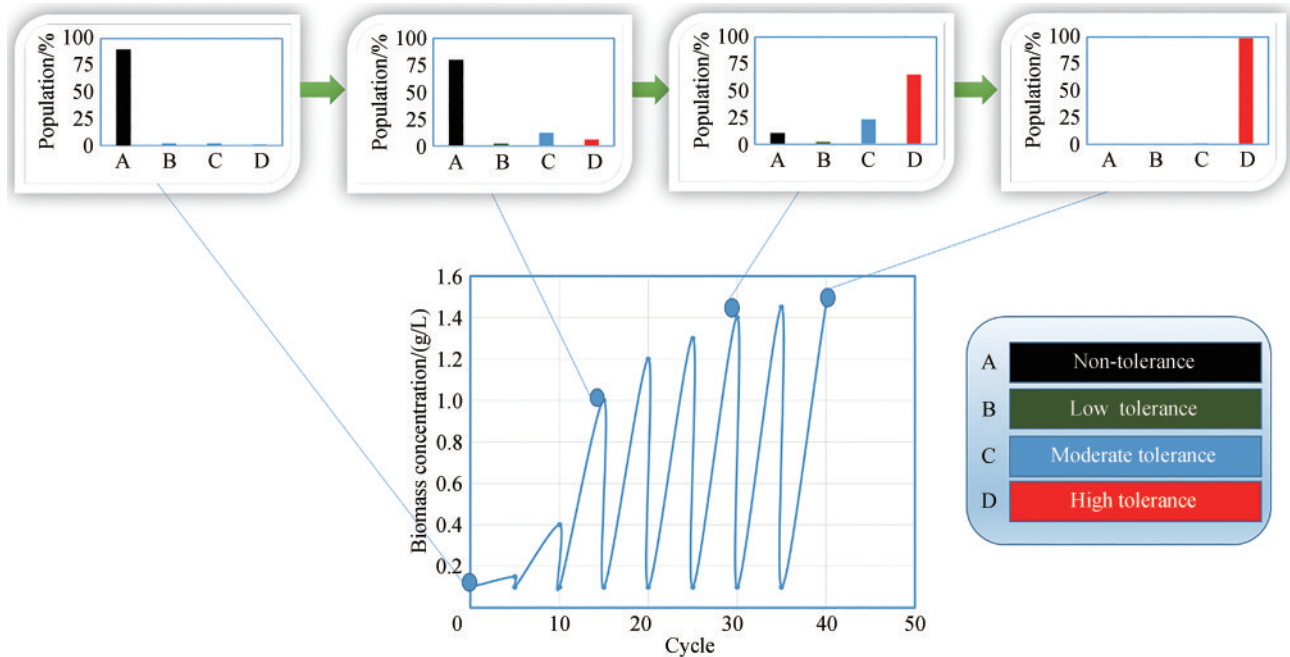 Population/%
100
75
50
25
0
A B C D
Population/%
100
75
50
25
0
A B C D
Population/%
100
75
50
25
0
A B C D
Population/%
100
75
50
25
0
A B C D
Biomass concentration/(g/L)
1.6
1.4
1.2
1.0
0.8
0.6
0.4
0.2
0 10 20 30 40 50
Cycle
A Non-tolerance
B Low tolerance
C Moderate tolerance
D High tolerance